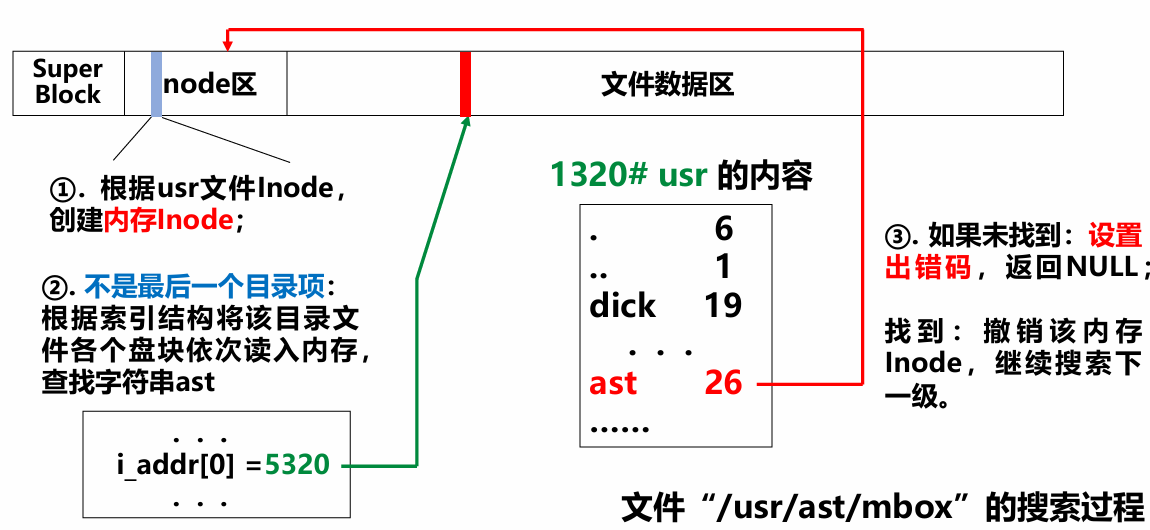 Super
Block
node区
文件数据区
①. 根据usr文件Inode,
创建内存Inode;
②. 不是最后一个目录项:
根据索引结构将该目录文
件各个盘块依次读入内存,
查找字符串ast
. . .
i_addr[0] =5320
. . .
1320# usr 的内容
. 6
.. 1
dick 19
. . .
ast 26
......
③. 如果未找到：设置
出错码，返回NULL；
找到：撤销该内存
Inode，继续搜索下
一级。
文件“/usr/ast/mbox”的搜索过程